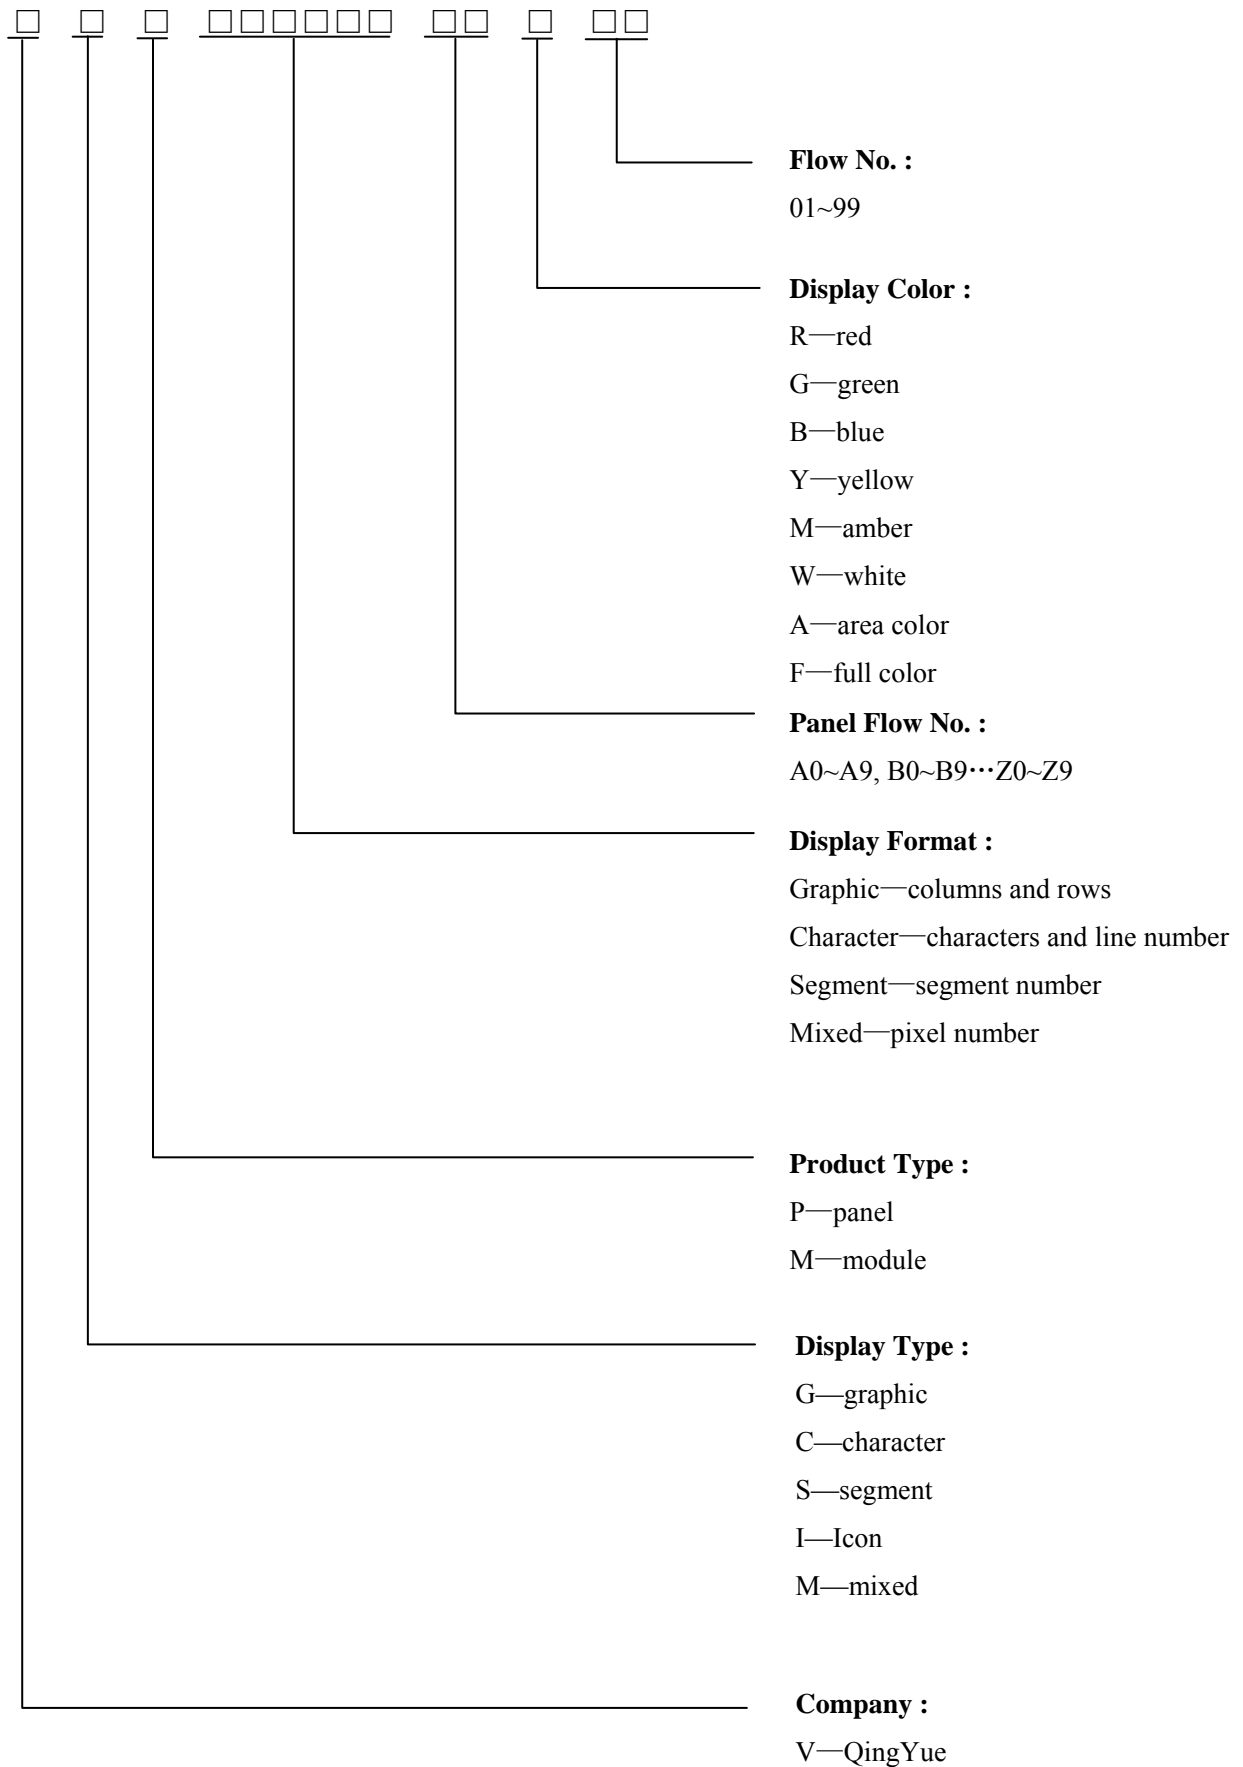 □ □ □ □□□□□□ □□ □ □□
Flow No. :
01~99
Display Color :
R—red
G—green
B—blue
Y—yellow
M—amber
W—white
A—area color
F—full color
Panel Flow No. :
A0~A9, B0~B9⋯Z0~Z9
Display Format :
Graphic—columns and rows
Character—characters and line number
Segment—segment number
Mixed—pixel number
Product Type :
P—panel
M—module
Display Type :
G—graphic
C—character
S—segment
I—Icon
M—mixed
Company :
V—QingYue